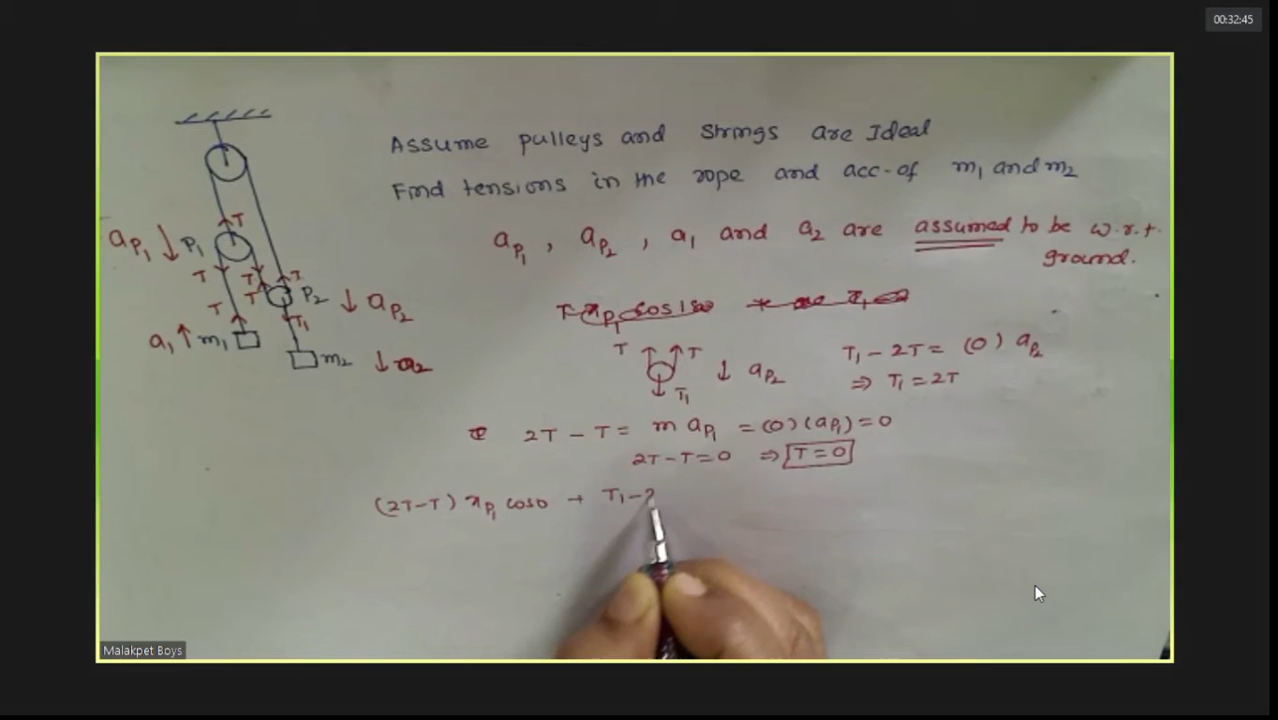 00:32:45
Assume pulleys and strings are Ideal
Find tensions in the rope and acc-of m₁ and m₂
aₚ₁ , aₚ₂ , a₁ and a₂ are assumed to be w.r.t.
ground.
aₚ₁ ↓ P₁ T
T T T
T T P₂ ↓ aₚ₂
a₁ ↑ m₁ T₁
m₂ ↓ a₂
T xₚ₁ cos180
T T
↓ aₚ₂
T₁
T₁ - 2T = (0) aₚ₂
⇒ T₁ = 2T
2T - T = m aₚ₁ = (0) (aₚ₁) = 0
2T - T = 0 ⇒ T = 0
(2T-T) xₚ₁ cos0 + T₁-2
Malakpet Boys